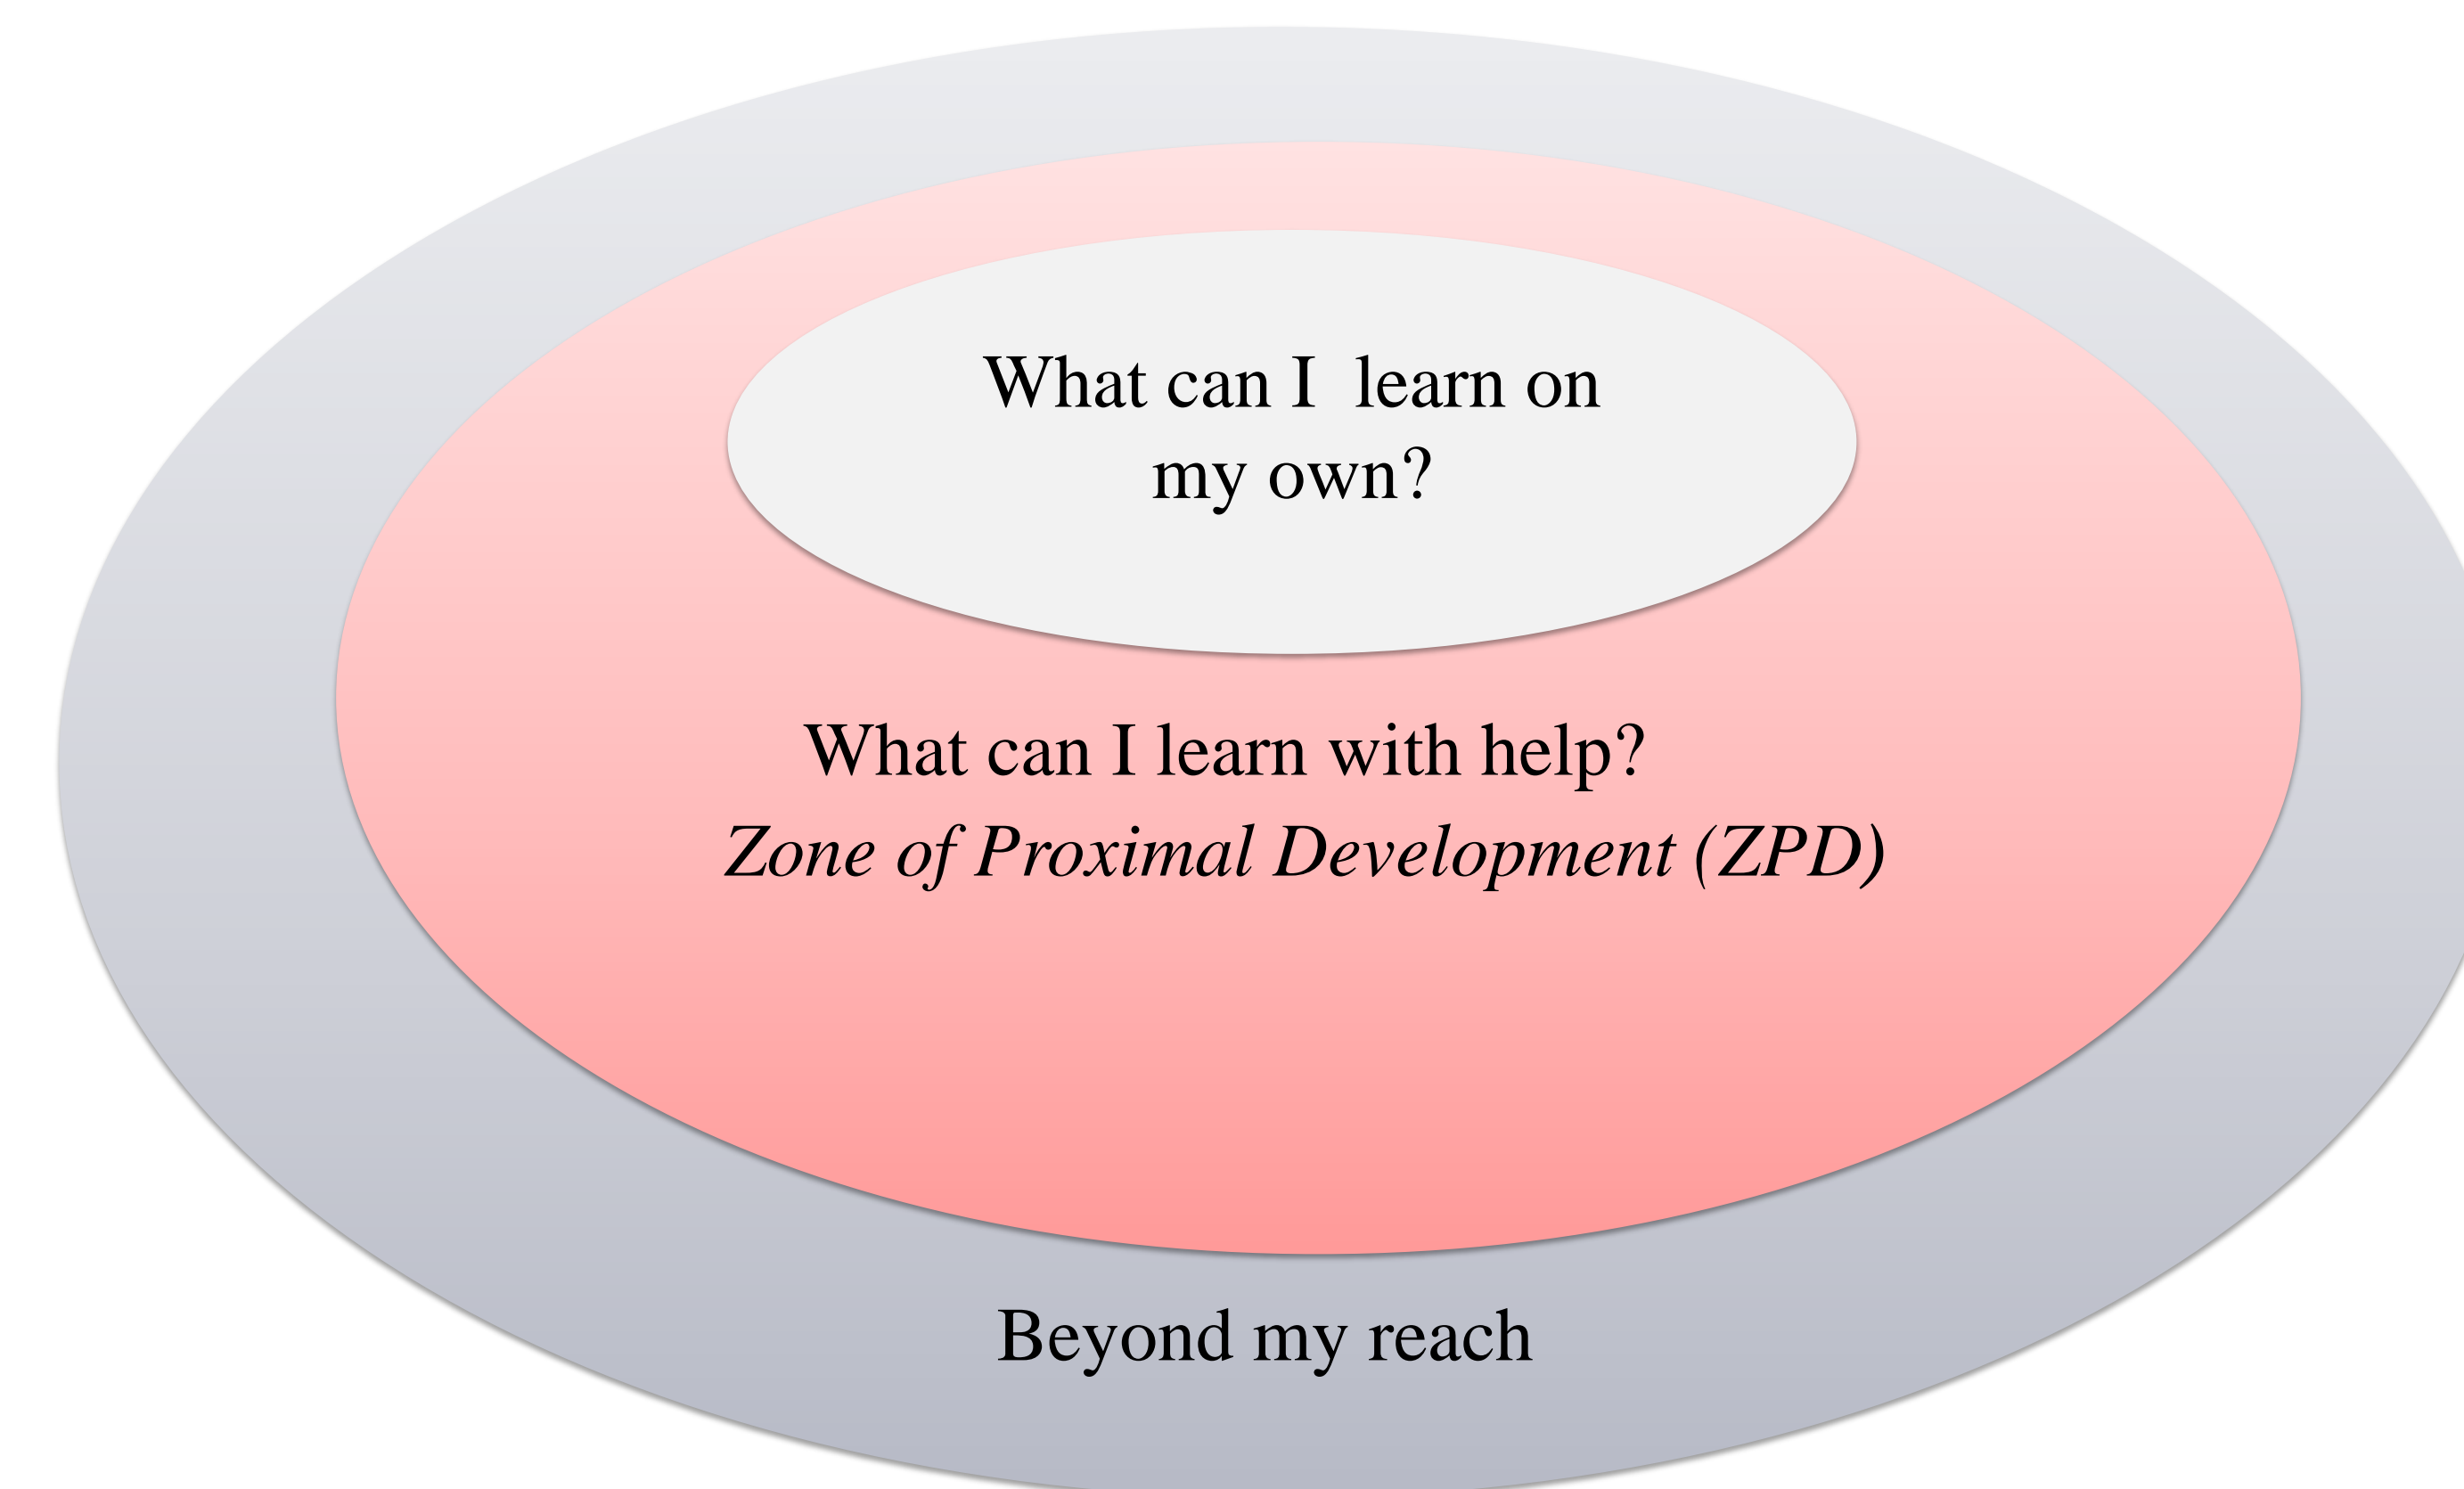 What can I  learn on
my own?
What can I learn with help?
Zone of Proximal Development (ZPD)
Beyond my reach